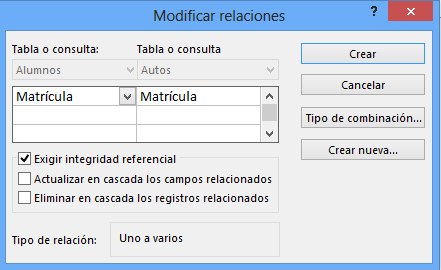 Modificar relaciones
?
Tabla o consulta: Tabla o consulta
Alumnos Autos
Matrícula Matrícula
Crear
Cancelar
Tipo de combinación...
Crear nueva...
Exigir integridad referencial
Actualizar en cascada los campos relacionados
Eliminar en cascada los registros relacionados
Tipo de relación: Uno a varios